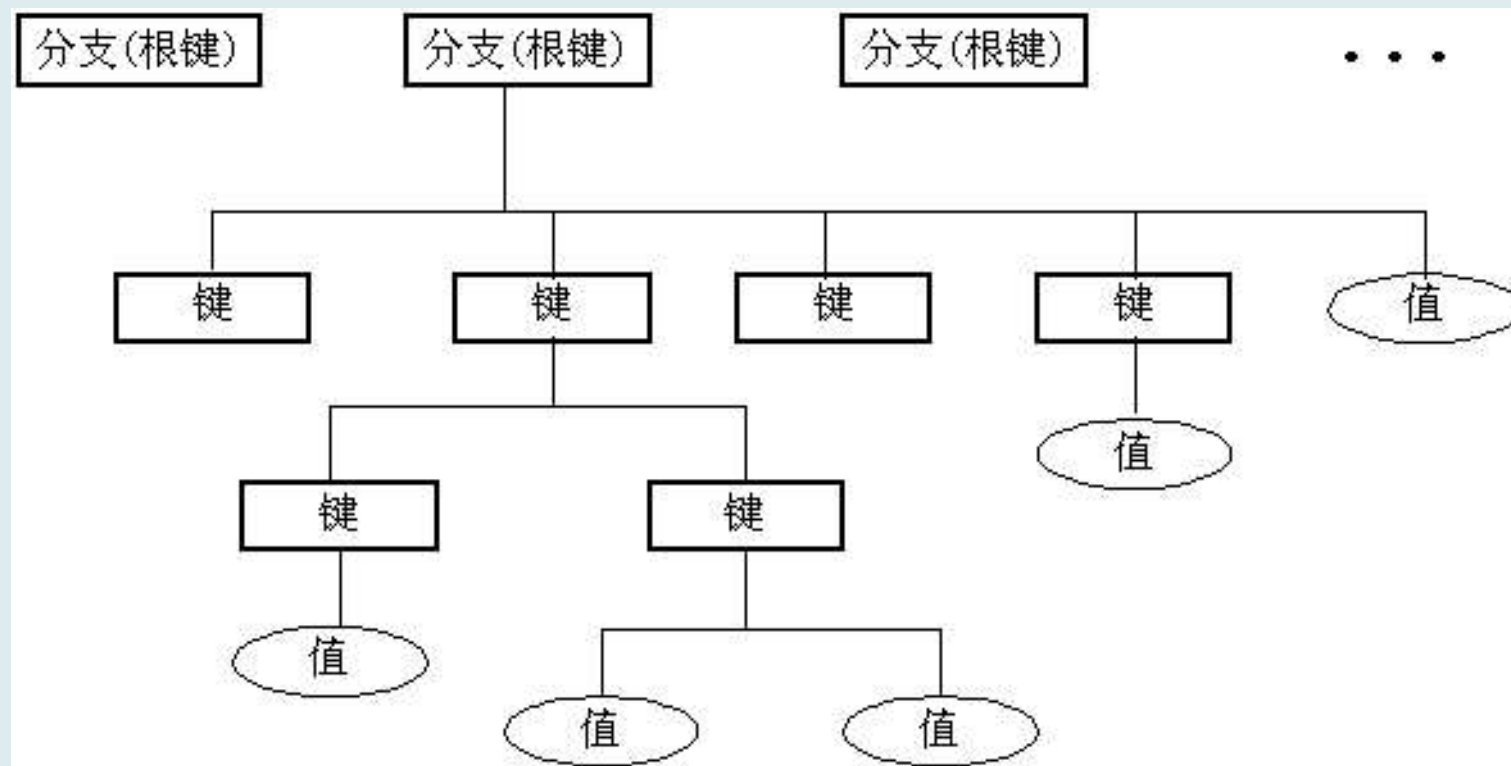 分支(根键) 分支(根键) 分支(根键) • • •
键 键 键 键 值
值
键 键
值
值 值